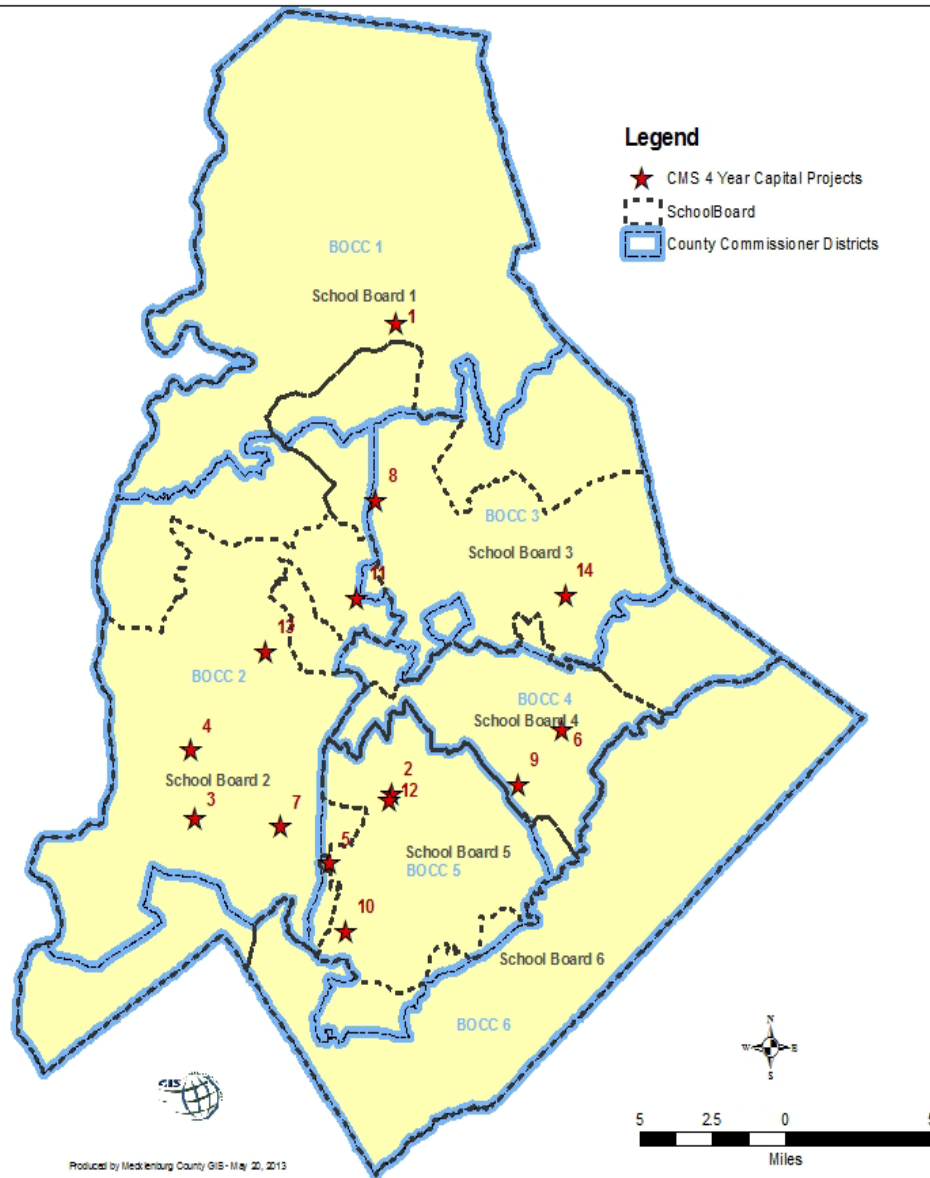 Legend
CMS 4 Year Capital Projects
SchoolBoard
County Commissioner Districts
BOCC 1
School Board 1
1
8
BOCC 3
School Board 3
14
11
13
BOCC 2
BOCC 4
School Board 4
6
4
9
School Board 2
2
12
3
7
5
School Board 5
BOCC 5
10
School Board 6
BOCC 6
N
W E
S
GIS
5 2.5 0 5
Miles
Produced by Mecklenburg County GIS - May 20, 2013